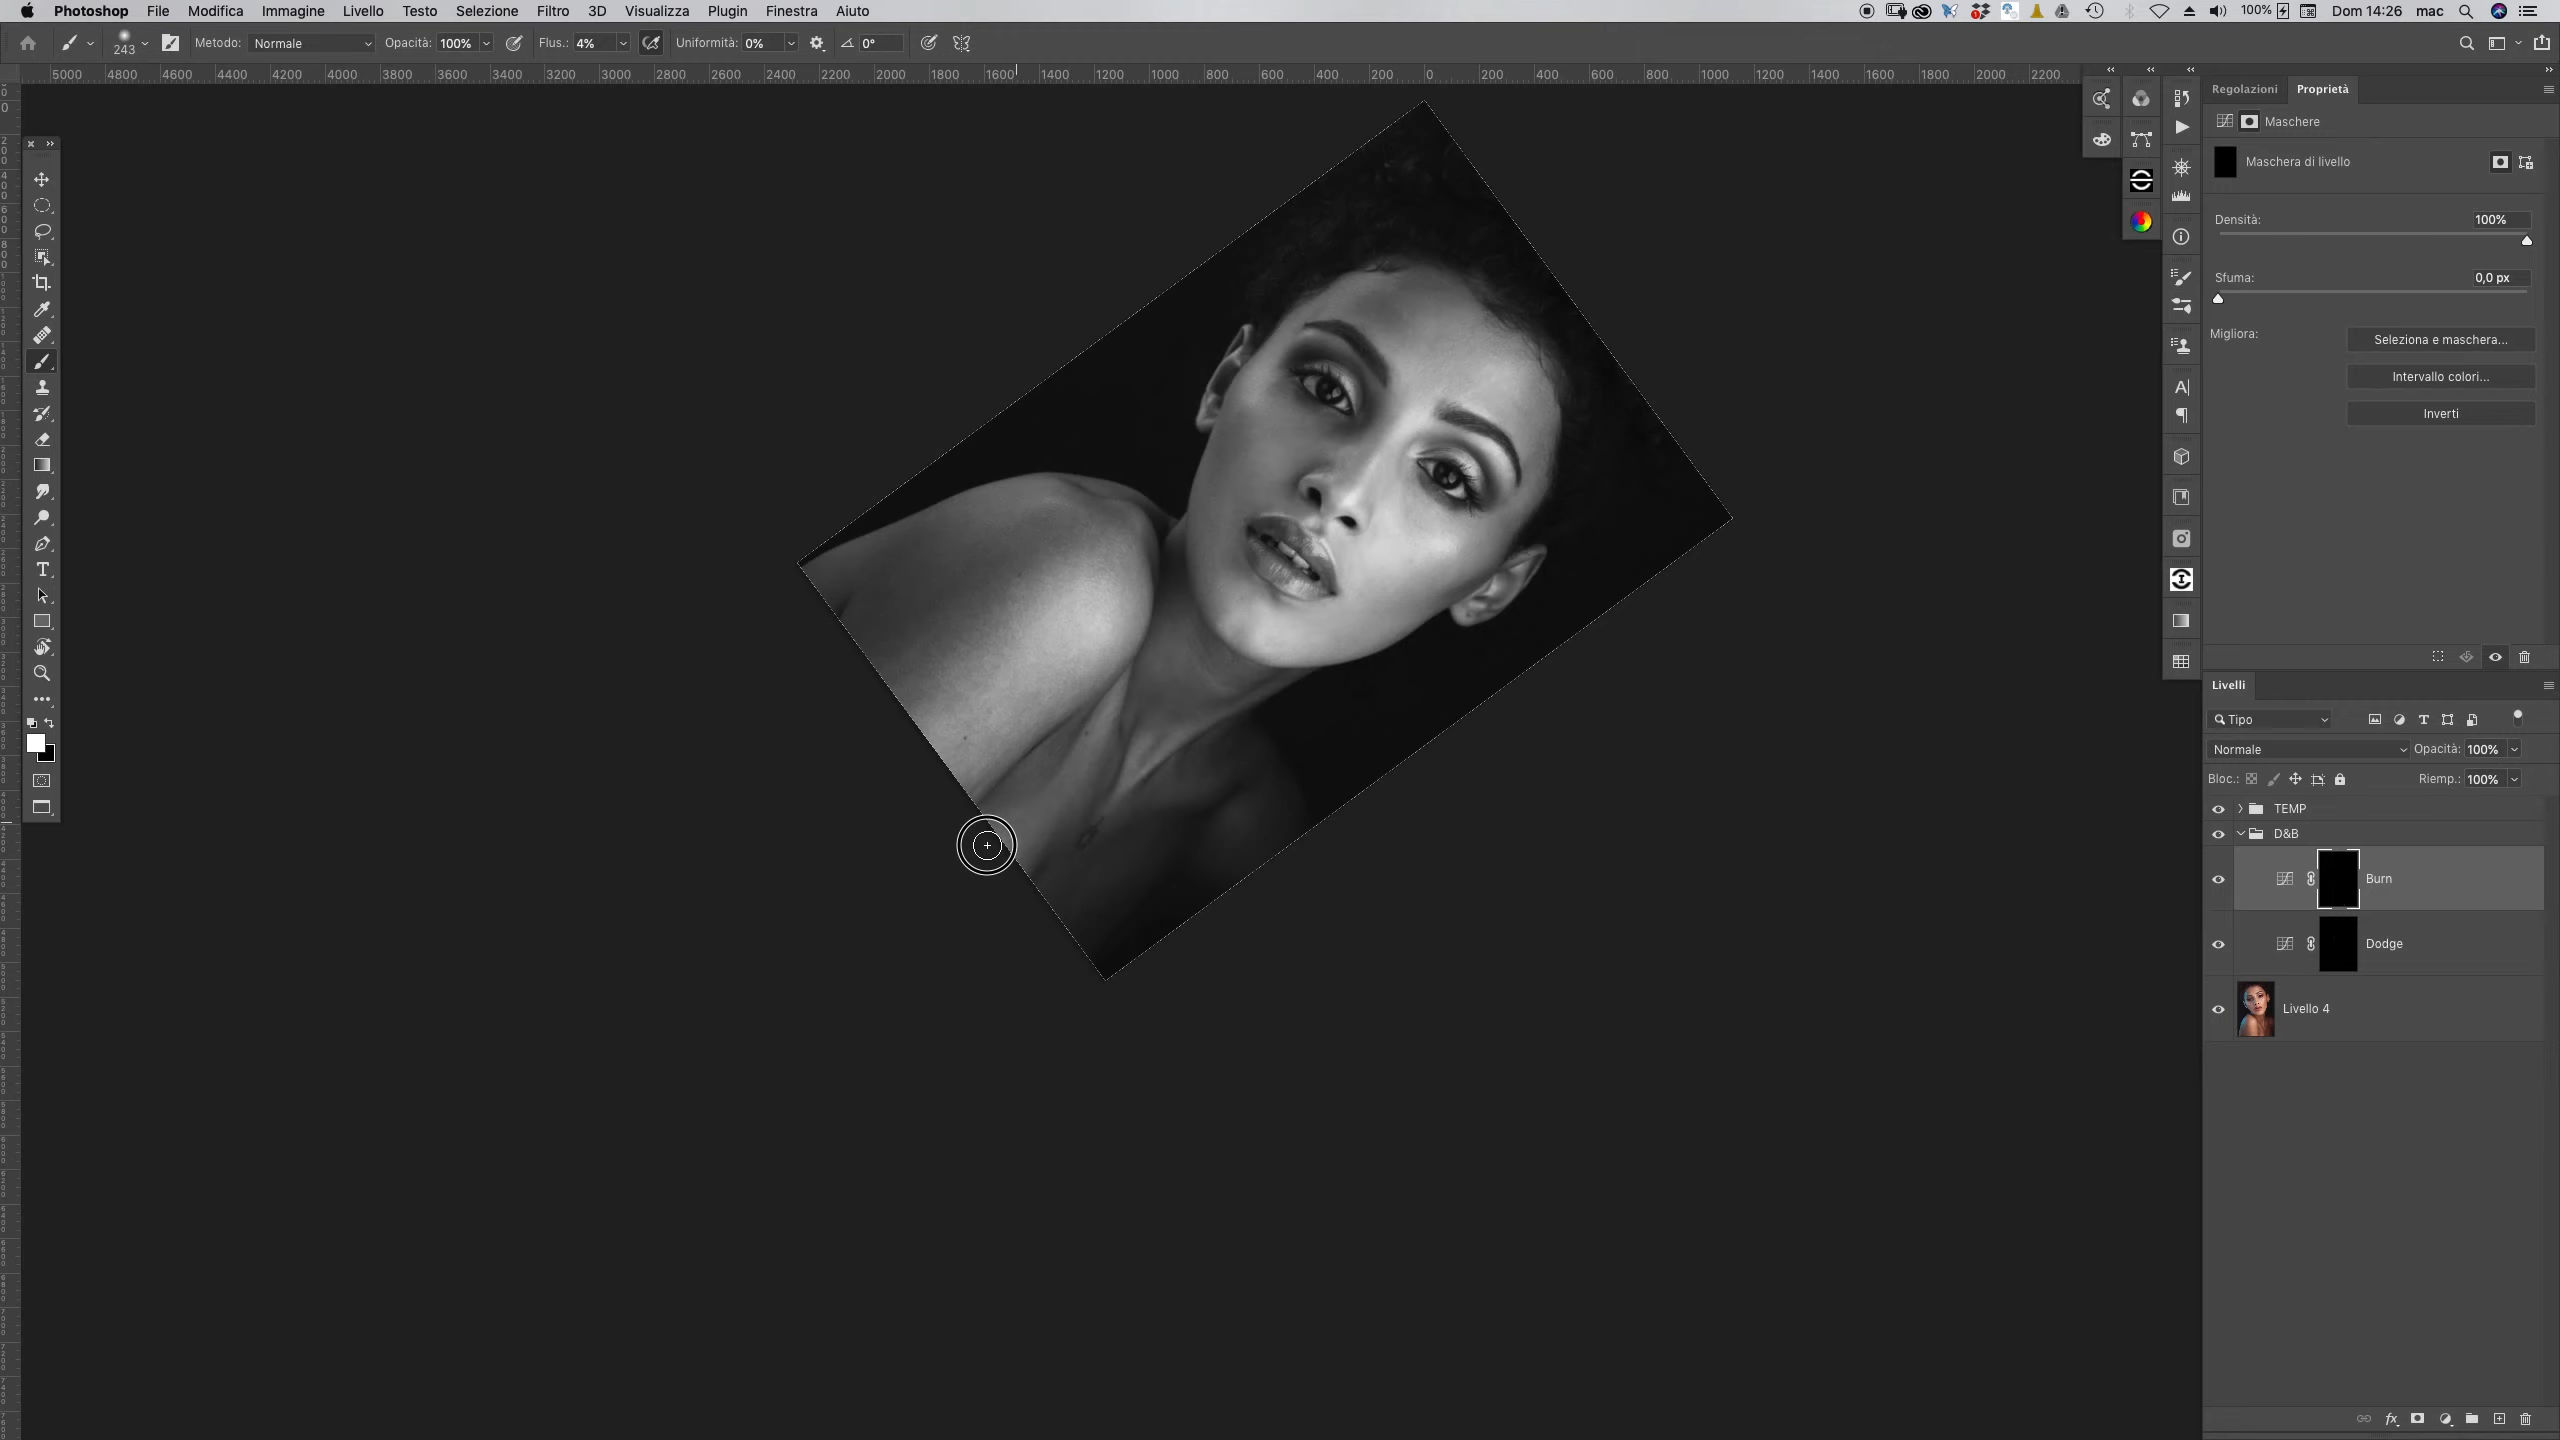 Photoshop File Modifica Immagine Livello Testo Selezione Filtro 3D Visualizza Plugin Finestra Aiuto 100% Dom 14:26 mac
243 Metodo: Normale Opacità: 100% Flus.: 4% Uniformità: 0% 0°
5000 4800 4600 4400 4200 4000 3800 3600 3400 3200 3000 2800 2600 2400 2200 2000 1800 1600 1400 1200 1000 800 600 400 200 0 200 400 600 800 1000 1200 1400 1600 1800 2000 2200
Regolazioni Proprietà
Maschere
Maschera di livello
Densità: 100%
Sfuma: 0,0 px
Migliora: Seleziona e maschera...
Intervallo colori...
Inverti
Livelli
Tipo
Normale Opacità: 100%
Bloc.: Riemp.: 100%
TEMP
D&B
Burn
Dodge
Livello 4